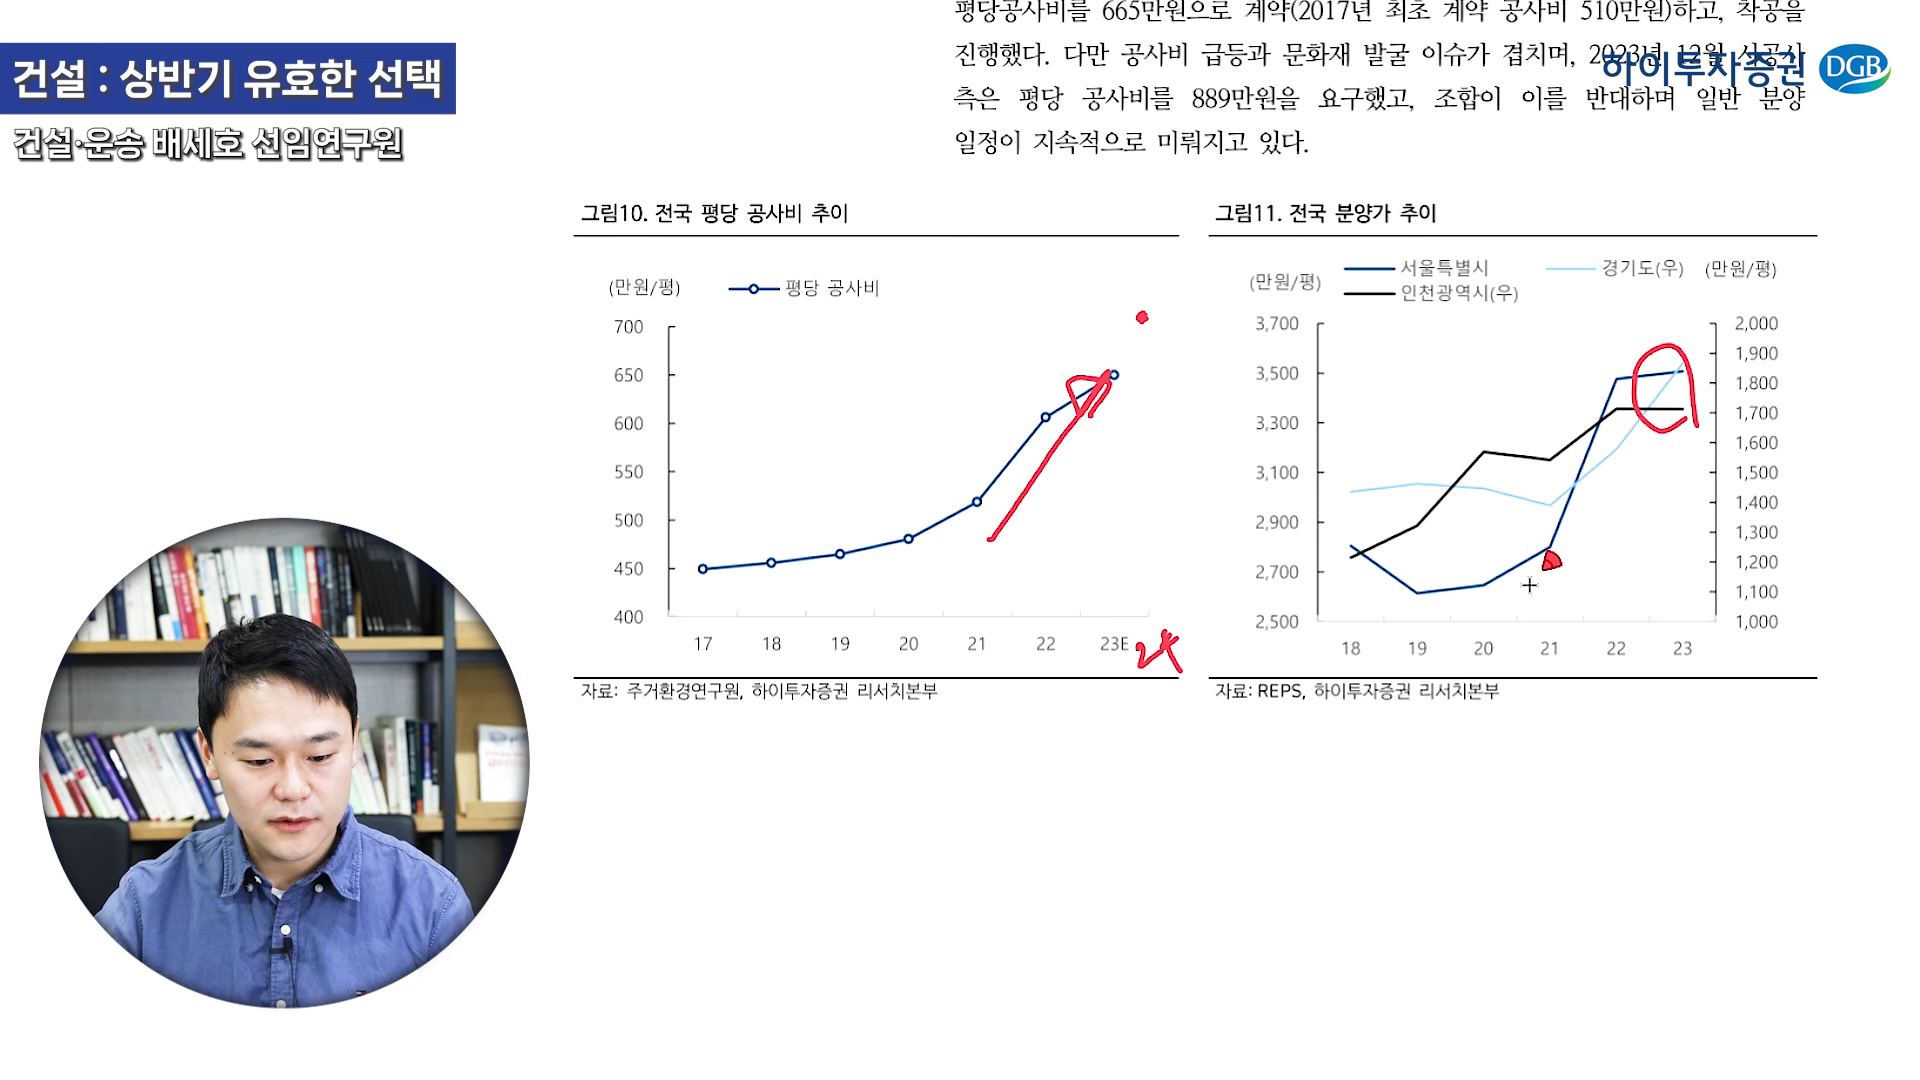 평당공사비를 665만원으로 계약(2017년 최초 계약 공사비 510만원)하고, 착공을
진행했다. 다만 공사비 급등과 문화재 발굴 이슈가 겹치며, 2023년 12월 시공사
측은 평당 공사비를 889만원을 요구했고, 조합이 이를 반대하며 일반 분양
일정이 지속적으로 미뤄지고 있다.
하이투자증권 DGB
건설 : 상반기 유효한 선택
건설·운송 배세호 선임연구원
그림10. 전국 평당 공사비 추이
(만원/평)
평당 공사비
700
650
600
550
500
450
400
17 18 19 20 21 22 23E
24
자료: 주거환경연구원, 하이투자증권 리서치본부
그림11. 전국 분양가 추이
(만원/평)
서울특별시
경기도(우)
(만원/평)
인천광역시(우)
3,700
3,500
3,300
3,100
2,900
2,700
2,500
2,000
1,900
1,800
1,700
1,600
1,500
1,400
1,300
1,200
1,100
1,000
18 19 20 21 22 23
자료: REPS, 하이투자증권 리서치본부